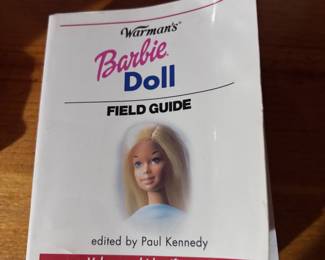 Warman's
Barbie
Doll
FIELD GUIDE
edited by Paul Kennedy